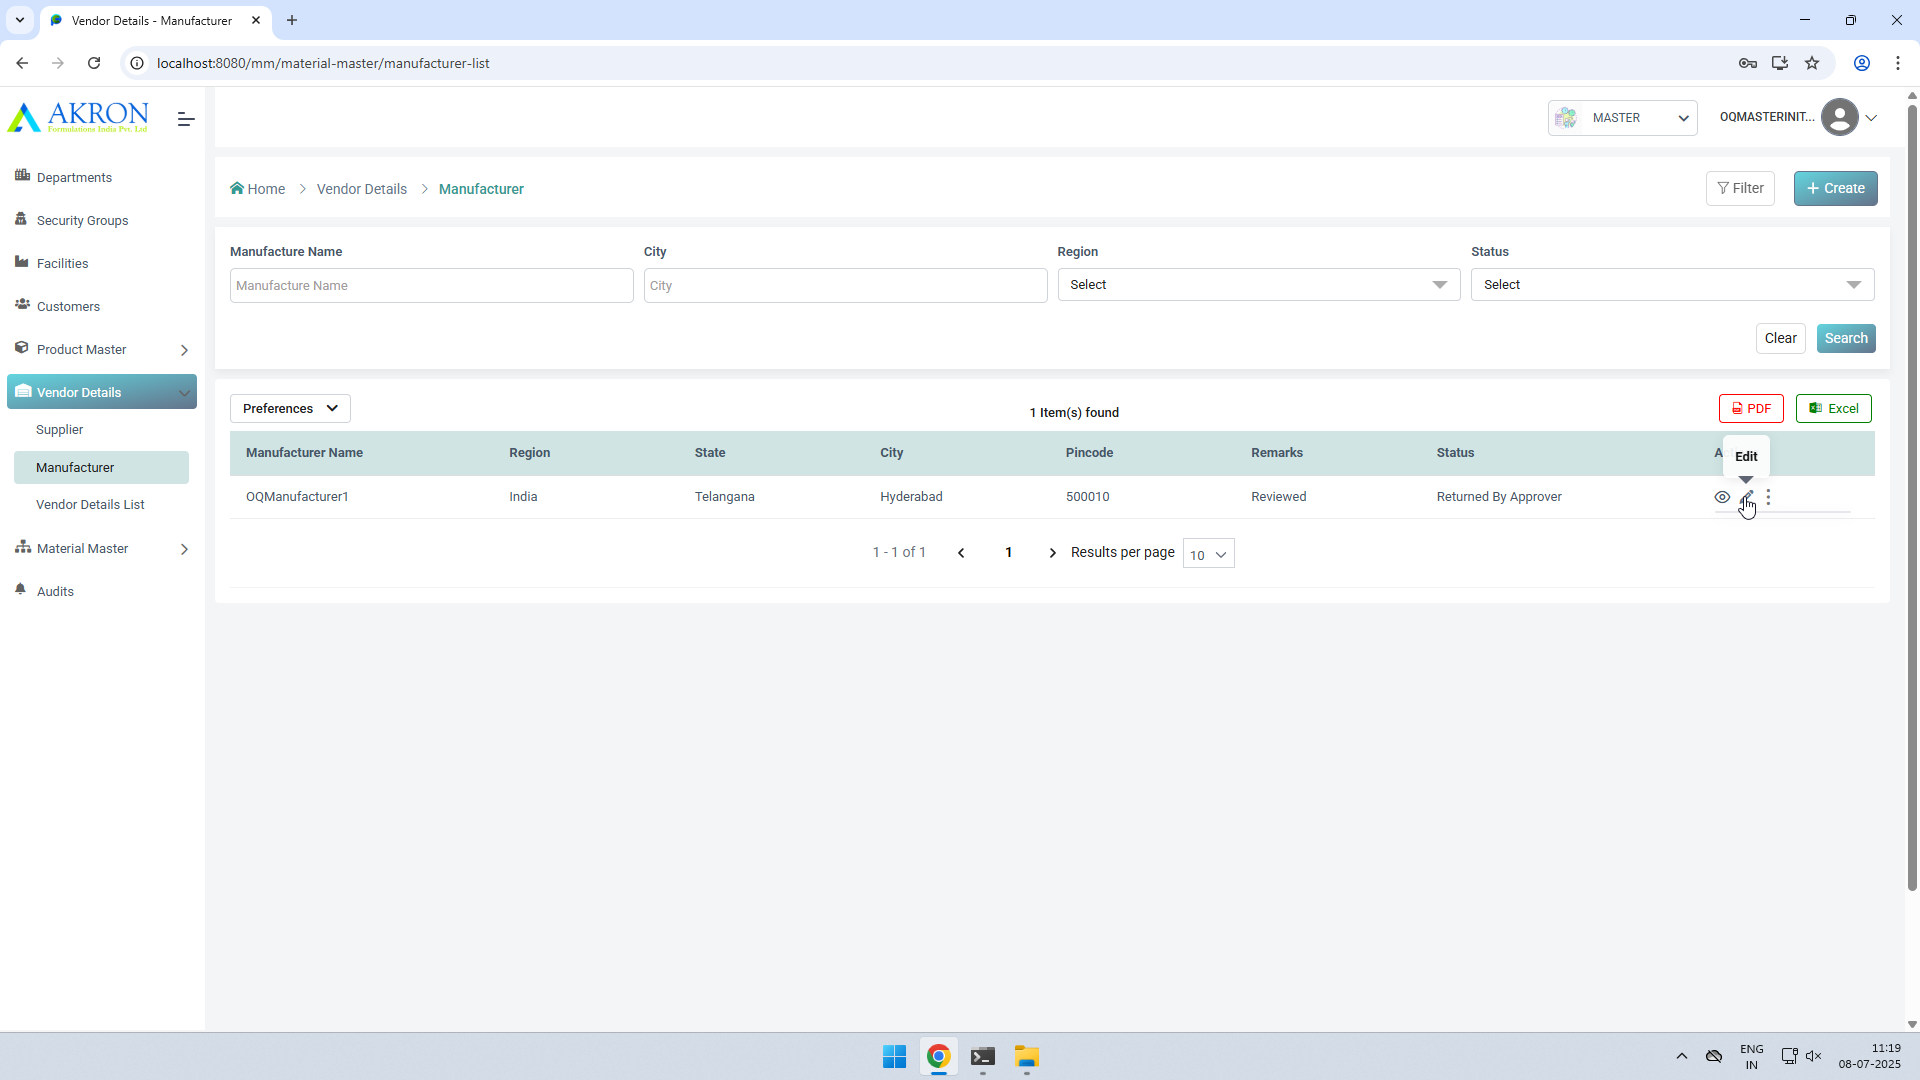 Vendor Details - Manufacturer
localhost:8080/mm/material-master/manufacturer-list
AKRON
Formulations India Pvt. Ltd
MASTER
OQMASTERINIT...
Departments
Security Groups
Facilities
Customers
Product Master
Vendor Details
Supplier
Manufacturer
Vendor Details List
Material Master
Audits
Home > Vendor Details > Manufacturer
Filter
+ Create
Manufacture Name City Region Status
Manufacture Name City Select Select
Clear Search
Preferences
1 Item(s) found
PDF Excel
Edit
Manufacturer Name Region State City Pincode Remarks Status
OQManufacturer1 India Telangana Hyderabad 500010 Reviewed Returned By Approver
1 - 1 of 1 1 Results per page 10
ENG
IN
11:19
08-07-2025